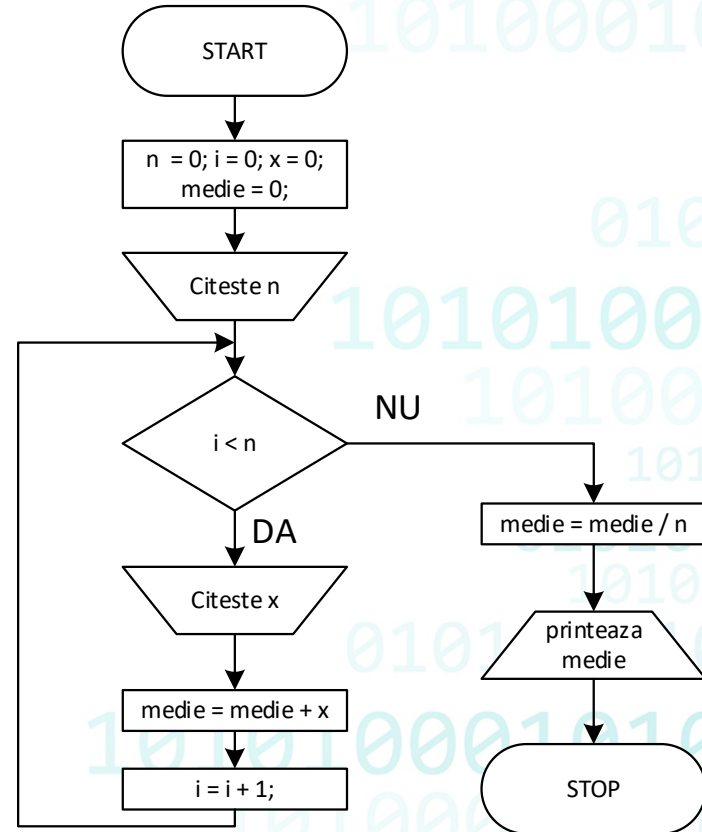 START
n = 0; i = 0; x = 0;
medie = 0;
Citeste n
i < n
NU
DA
Citeste x
medie = medie + x
i = i + 1;
medie = medie / n
printeaza
medie
STOP